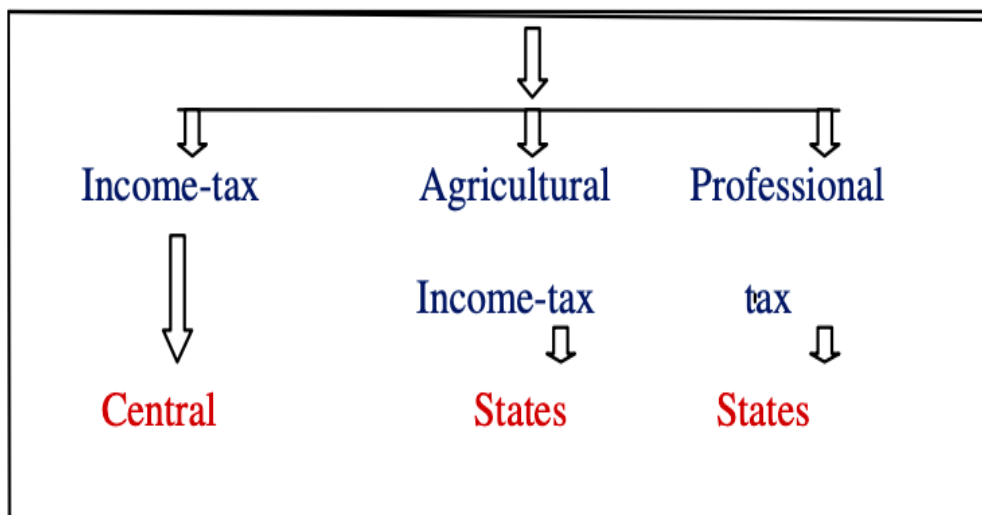 Income-tax Agricultural Professional
Income-tax tax
Central States States